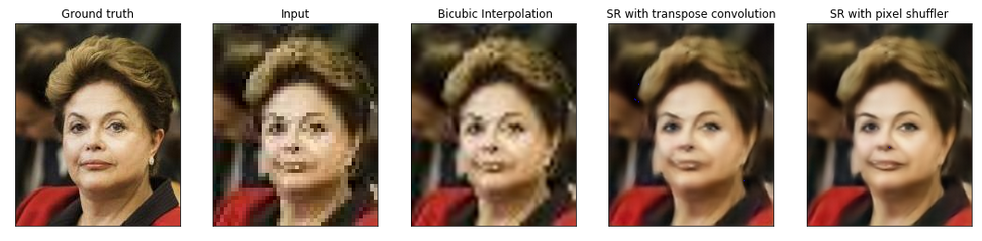 Ground truth
Input
Bicubic Interpolation
SR with transpose convolution
SR with pixel shuffler